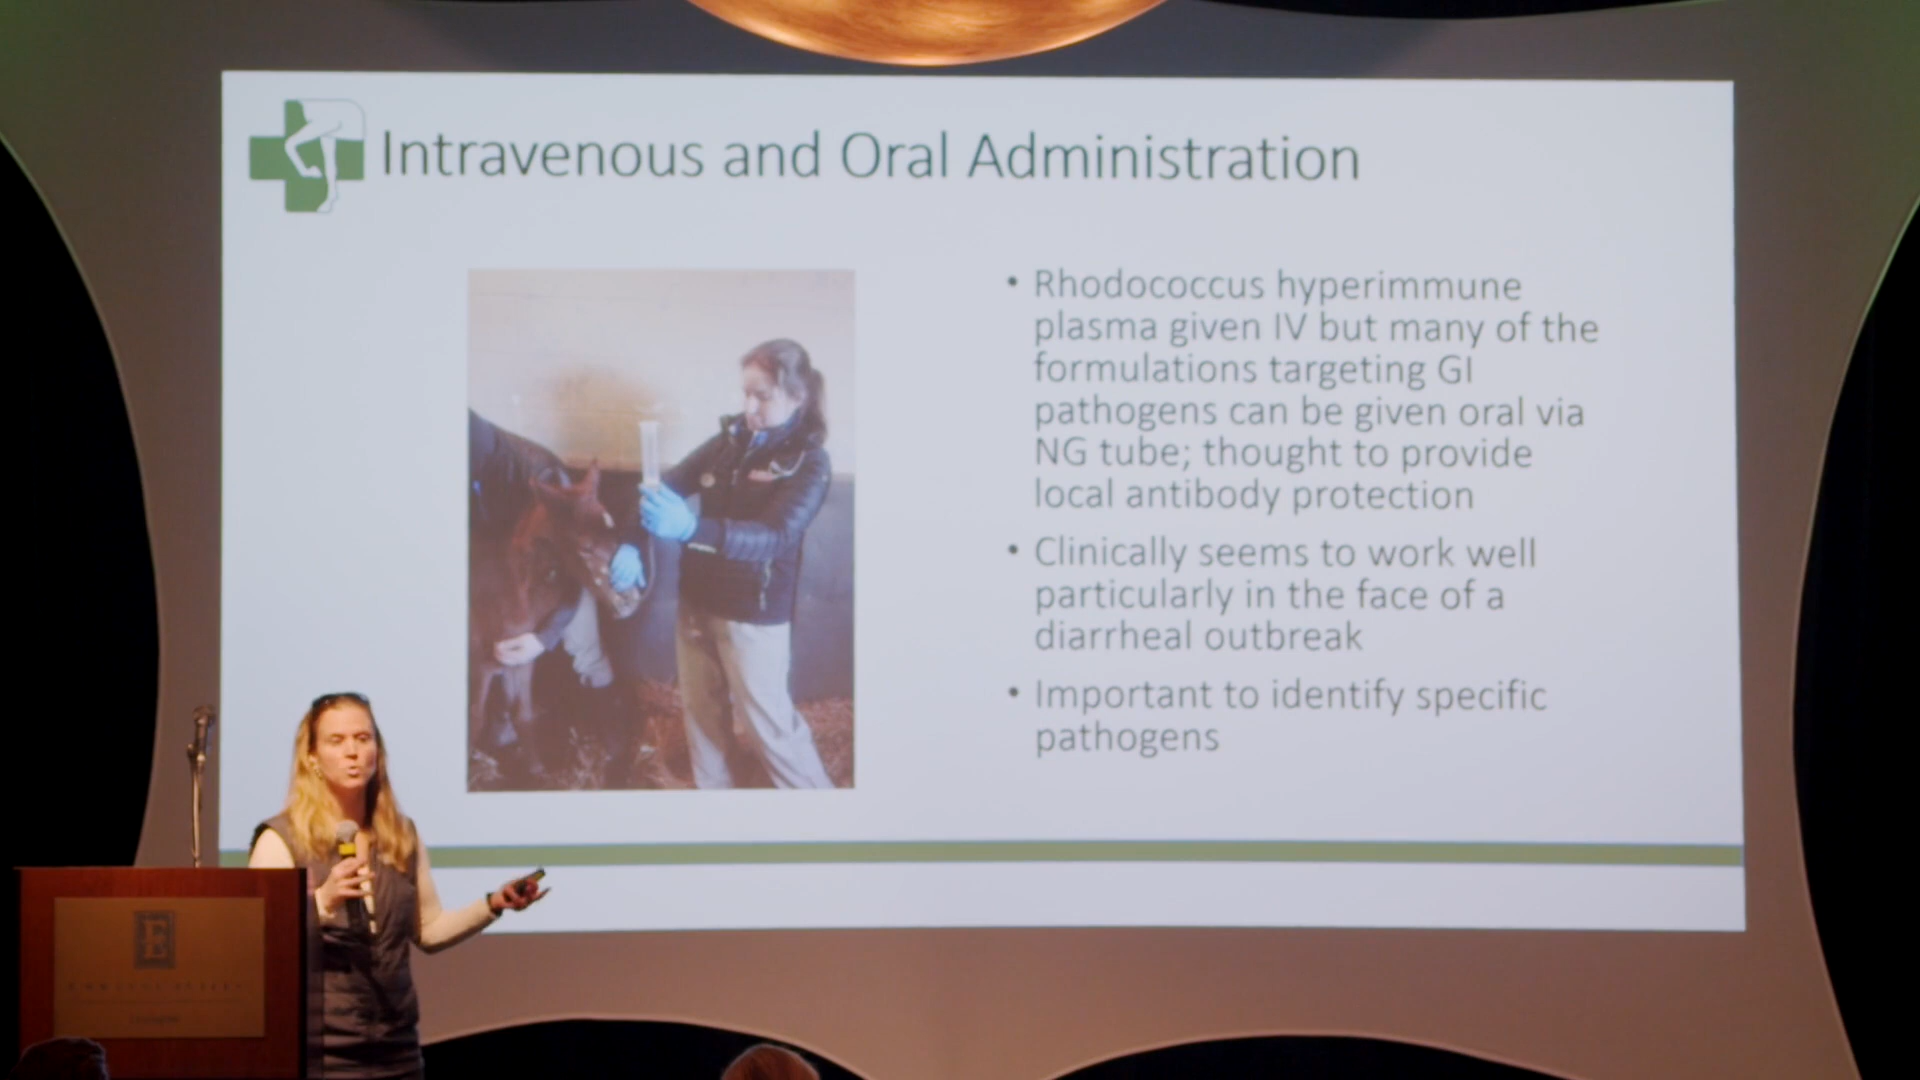 Intravenous and Oral Administration
• Rhodococcus hyperimmune
plasma given IV but many of the
formulations targeting GI
pathogens can be given oral via
NG tube; thought to provide
local antibody protection
• Clinically seems to work well
particularly in the face of a
diarrheal outbreak
• Important to identify specific
pathogens
E